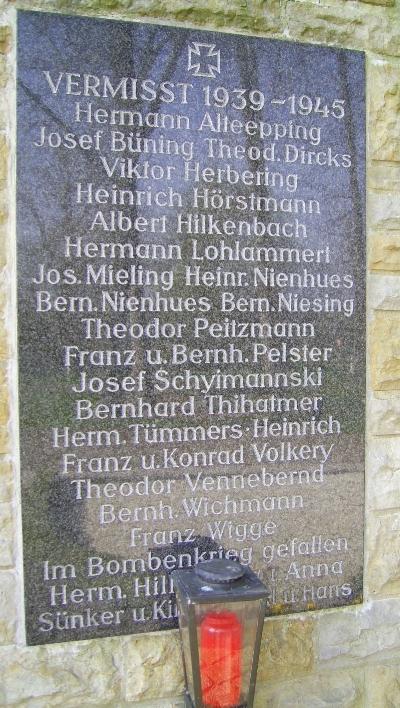 VERMISST 1939-1945
Hermann Alteepping
Josef Büning Theod. Dircks
Viktor Herbering
Heinrich Hörstmann
Albert Hilkenbach
Hermann Lohlammert
Jos. Mieling Heinr. Nienhues
Bern. Nienhues Bern. Niesing
Theodor Peitzmann
Franz u. Bernh. Pelster
Josef Schyimannski
Bernhard Thihatmer
Herm. Tümmers·Heinrich
Franz u. Konrad Volkery
Theodor Vennebernd
Bernh. Wichmann
Franz Wigge
Im Bombenkrieg gefallen
Herm. Anna
Sünker u. u. Hans